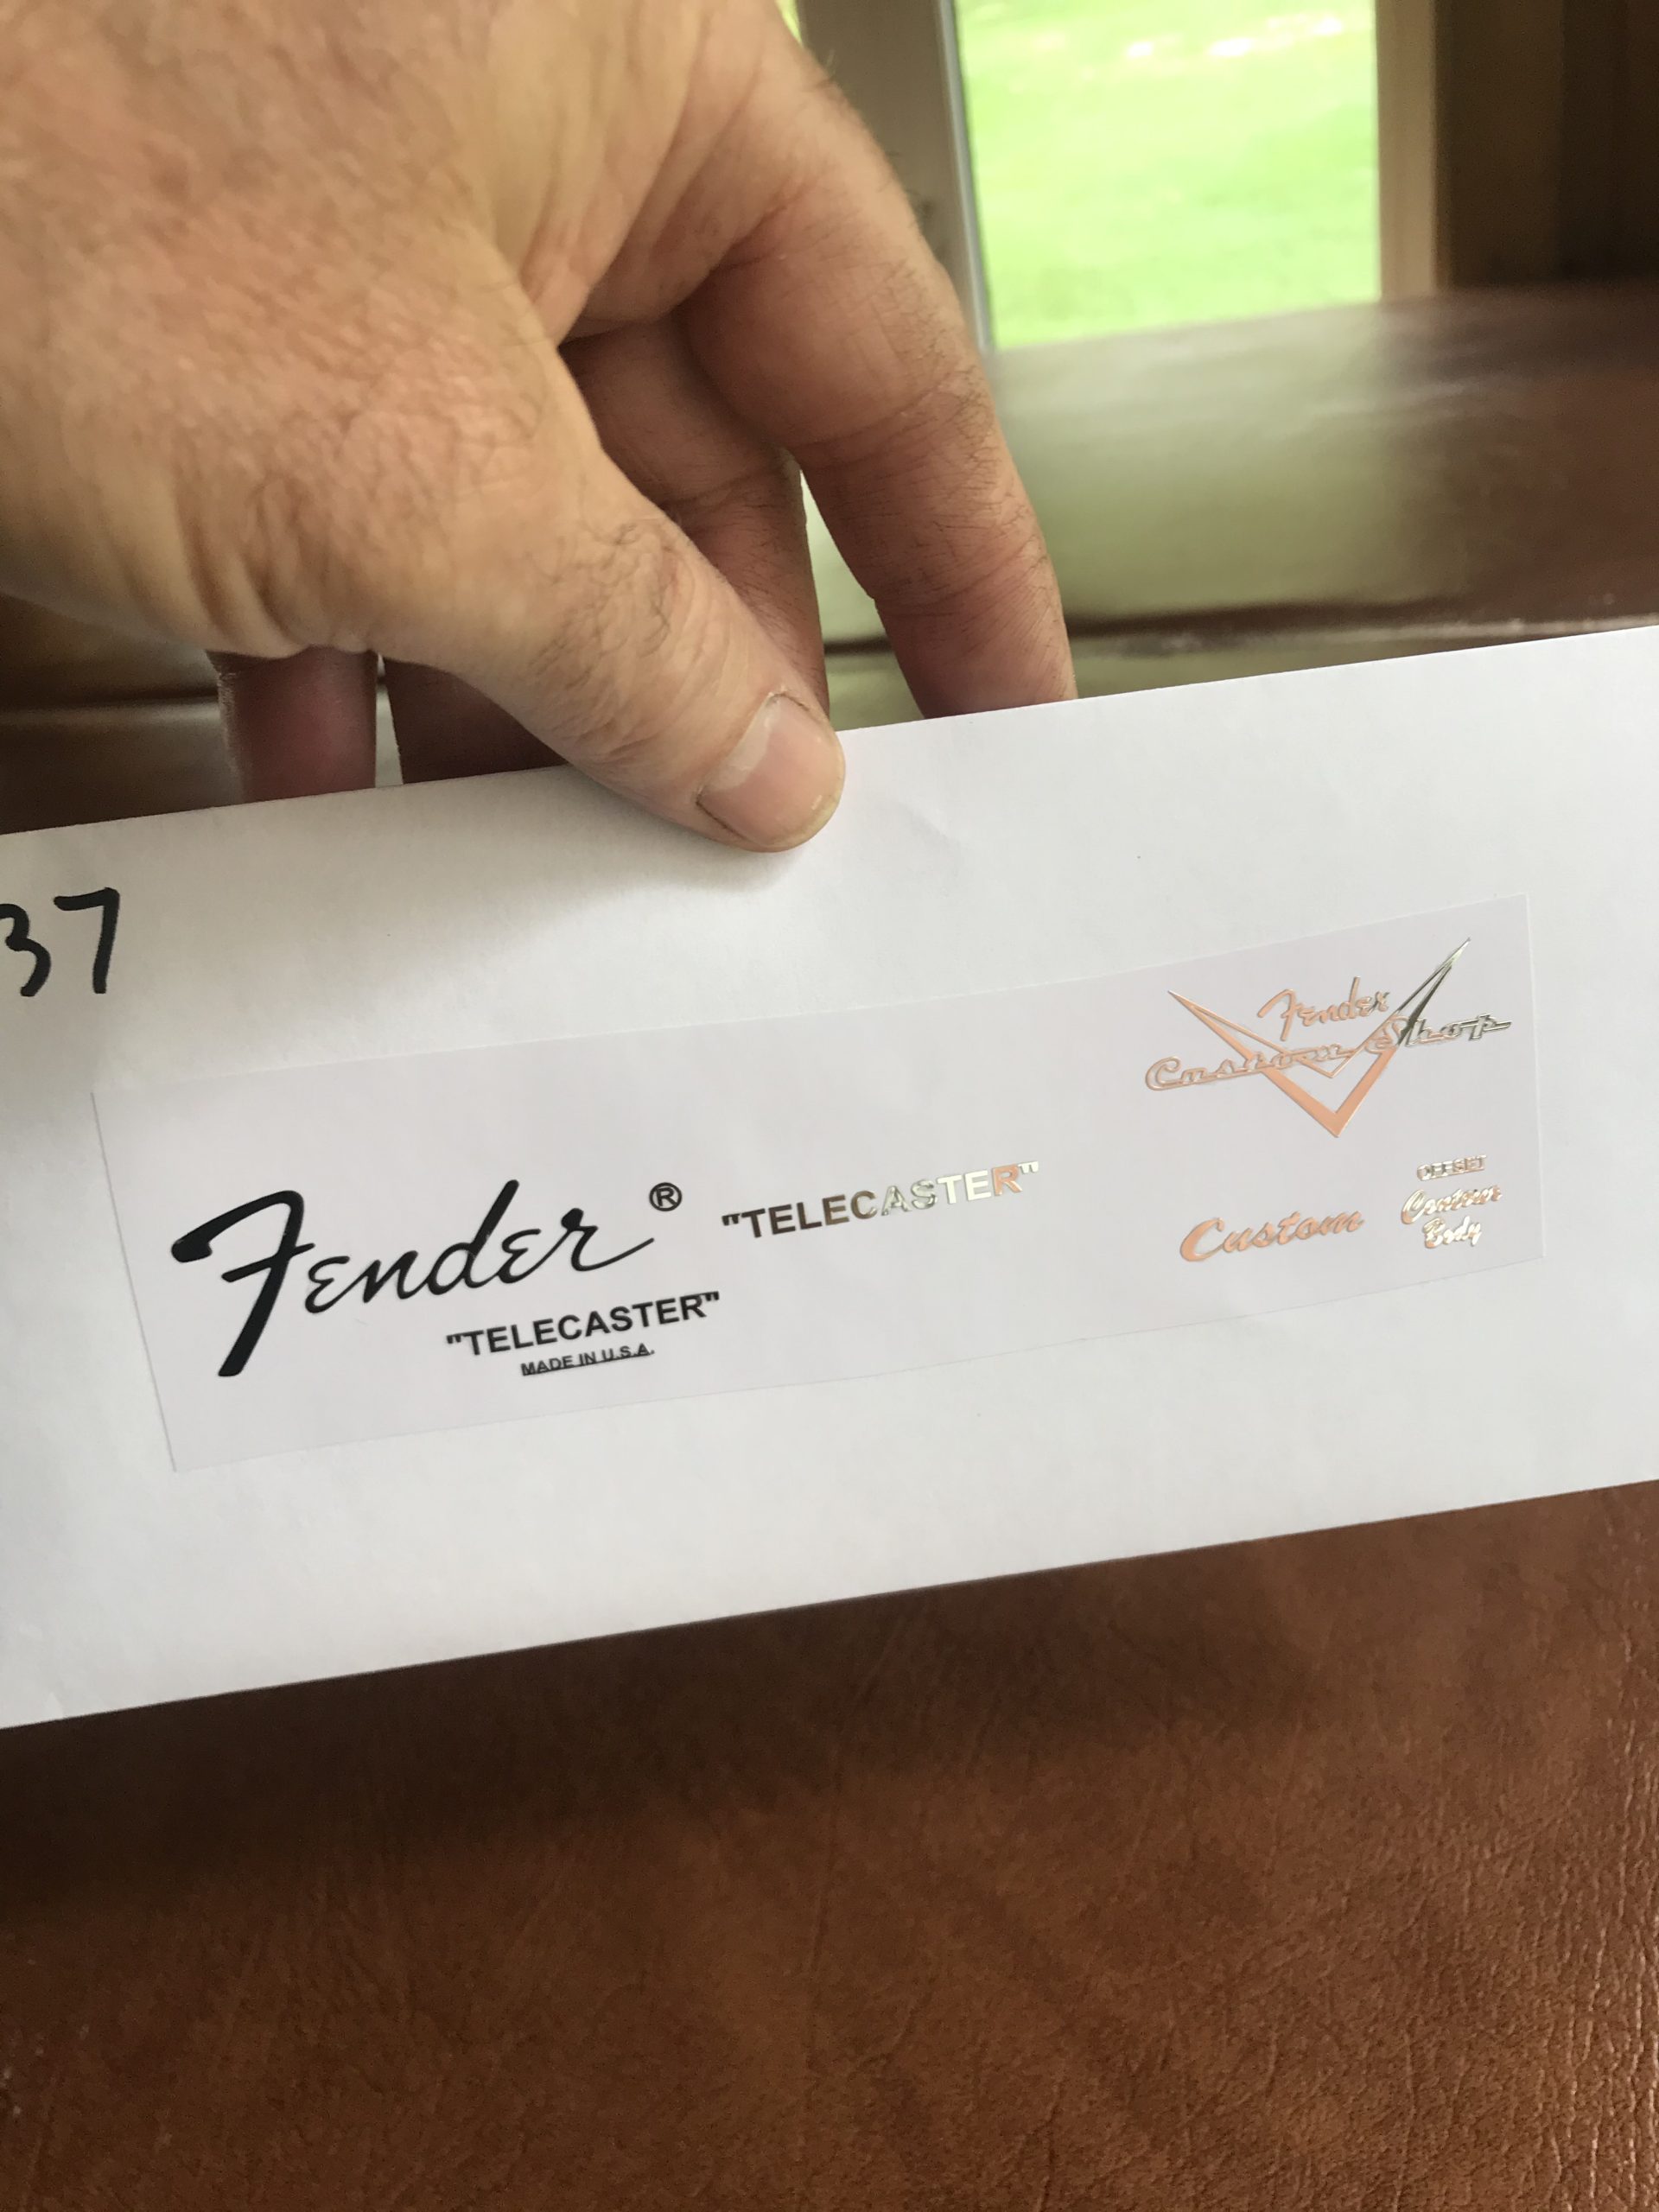 37
Fender ®
"TELECASTER"
MADE IN U.S.A.
"TELECASTER"
Fender
Custom Shop
Custom
OFFSET
Contour
Body